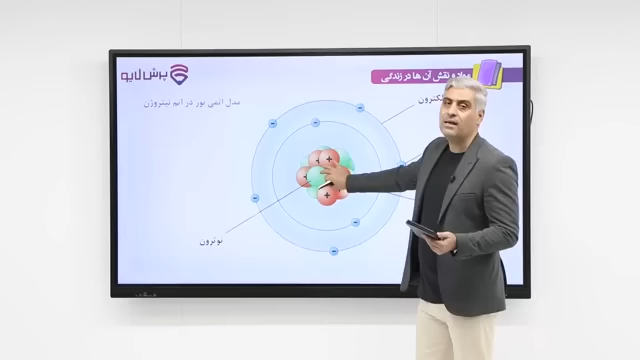 پرش لایو
مواد و نقش آن ها در زندگی
مدل اتمی بور در اتم نیتروژن
نوترون